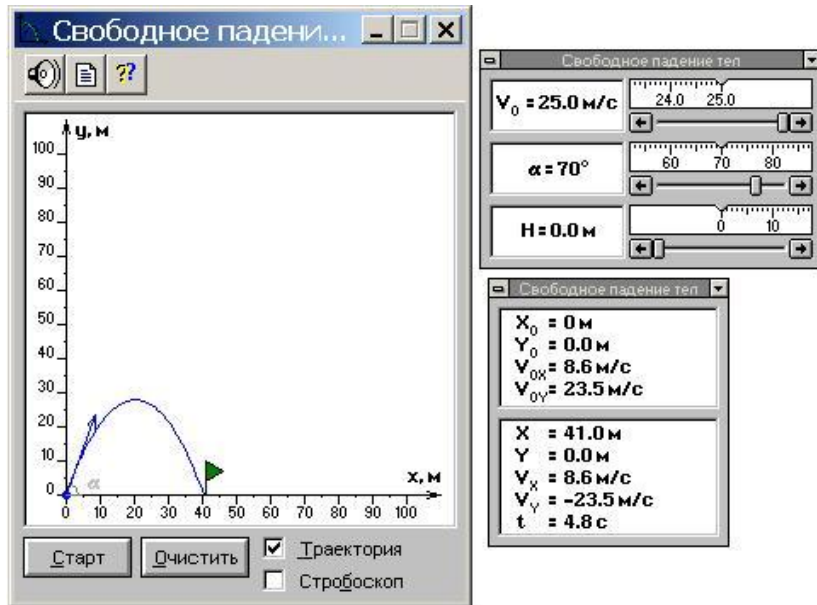 Свободное падени...
y, м
100
90
80
70
60
50
40
30
20
10
0
α
x, м
0 10 20 30 40 50 60 70 80 90 100
Старт
Очистить
Траектория
Стробоскоп
Свободное падение тел
V₀ = 25.0 м/с
24.0 25.0
α = 70°
60 70 80
H = 0.0 м
0 10
Свободное падение тел
X₀ = 0 м
Y₀ = 0.0 м
V₀ₓ = 8.6 м/с
V₀ᵧ = 23.5 м/с
X = 41.0 м
Y = 0.0 м
Vₓ = 8.6 м/с
Vᵧ = -23.5 м/с
t = 4.8 с